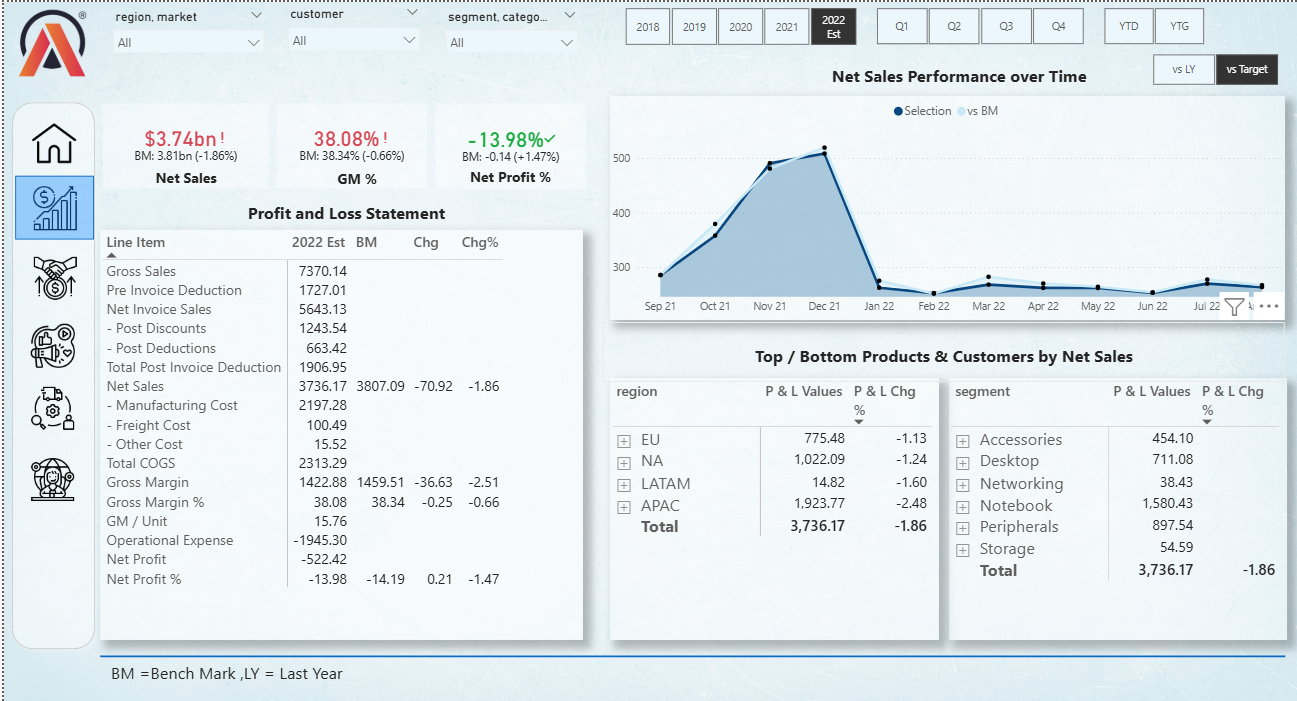 ®
region, market
All
customer
All
segment, catego...
All
2018 2019 2020 2021 2022 Est
Q1 Q2 Q3 Q4
YTD YTG
vs LY vs Target
$3.74bn !
BM: 3.81bn (-1.86%)
Net Sales
38.08% !
BM: 38.34% (-0.66%)
GM %
-13.98%✓
BM: -0.14 (+1.47%)
Net Profit %
Profit and Loss Statement
Line Item 2022 Est BM Chg Chg%
Gross Sales 7370.14
Pre Invoice Deduction 1727.01
Net Invoice Sales 5643.13
- Post Discounts 1243.54
- Post Deductions 663.42
Total Post Invoice Deduction 1906.95
Net Sales 3736.17 3807.09 -70.92 -1.86
- Manufacturing Cost 2197.28
- Freight Cost 100.49
- Other Cost 15.52
Total COGS 2313.29
Gross Margin 1422.88 1459.51 -36.63 -2.51
Gross Margin % 38.08 38.34 -0.25 -0.66
GM / Unit 15.76
Operational Expense -1945.30
Net Profit -522.42
Net Profit % -13.98 -14.19 0.21 -1.47
Net Sales Performance over Time
Selection vs BM
500
400
300
Sep 21 Oct 21 Nov 21 Dec 21 Jan 22 Feb 22 Mar 22 Apr 22 May 22 Jun 22 Jul 22
Top / Bottom Products & Customers by Net Sales
region P & L Values P & L Chg %
EU 775.48 -1.13
NA 1,022.09 -1.24
LATAM 14.82 -1.60
APAC 1,923.77 -2.48
Total 3,736.17 -1.86
segment P & L Values P & L Chg %
Accessories 454.10
Desktop 711.08
Networking 38.43
Notebook 1,580.43
Peripherals 897.54
Storage 54.59
Total 3,736.17 -1.86
BM =Bench Mark ,LY = Last Year